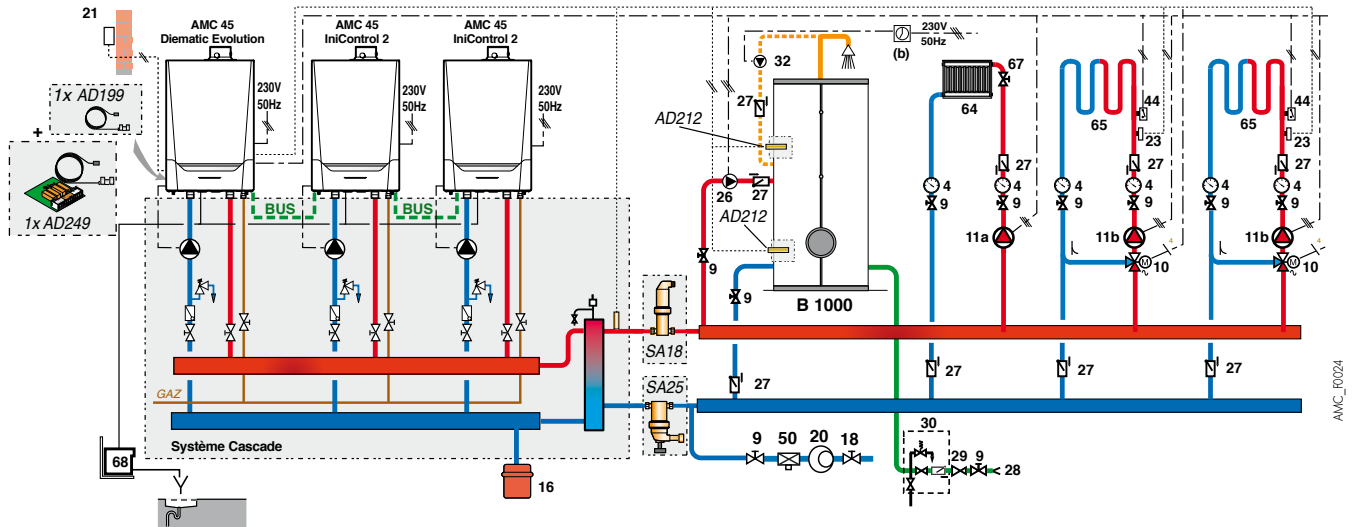 21
AMC 45
Diematic Evolution
AMC 45
IniControl 2
AMC 45
IniControl 2
230V
50Hz
(b)
32
67
1x AD199
230V
50Hz
230V
50Hz
230V
50Hz
27
64
44
44
+
AD212
65
23
65
23
27
27
27
1x AD249
BUS
BUS
26
27
4
4
4
4
4
4
9
9
9
9
9
9
AD212
11a
11b
11b
4
4
9
M
10
M
10
9
B 1000
SA18
GAZ
SA25
27
27
27
27
Système Cascade
30
68
9
50
20
18
29
9
28
16
AMC_F0024